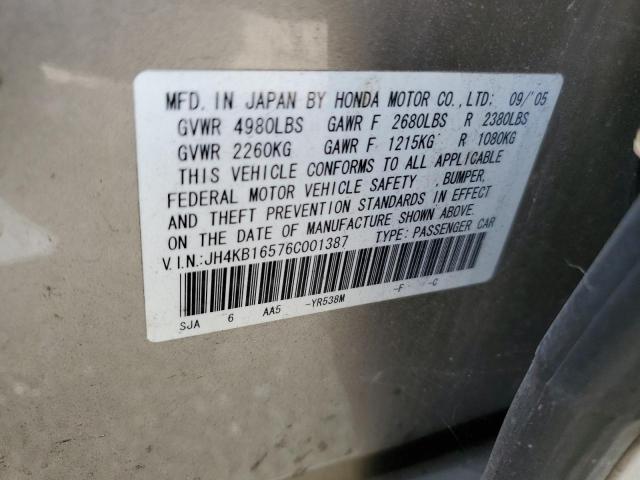 MFD. IN JAPAN BY HONDA MOTOR CO., LTD. 09/'05
GVWR 4980LBS GAWR F 2680LBS R 2380LBS
GVWR 2260KG GAWR F 1215KG R 1080KG
THIS VEHICLE CONFORMS TO ALL APPLICABLE
FEDERAL MOTOR VEHICLE SAFETY , BUMPER,
AND THEFT PREVENTION STANDARDS IN EFFECT
ON THE DATE OF MANUFACTURE SHOWN ABOVE.
V.I.N.:JH4KB16576C001387 TYPE: PASSENGER CAR
SJA 6 AA5 -YR538M -F -C